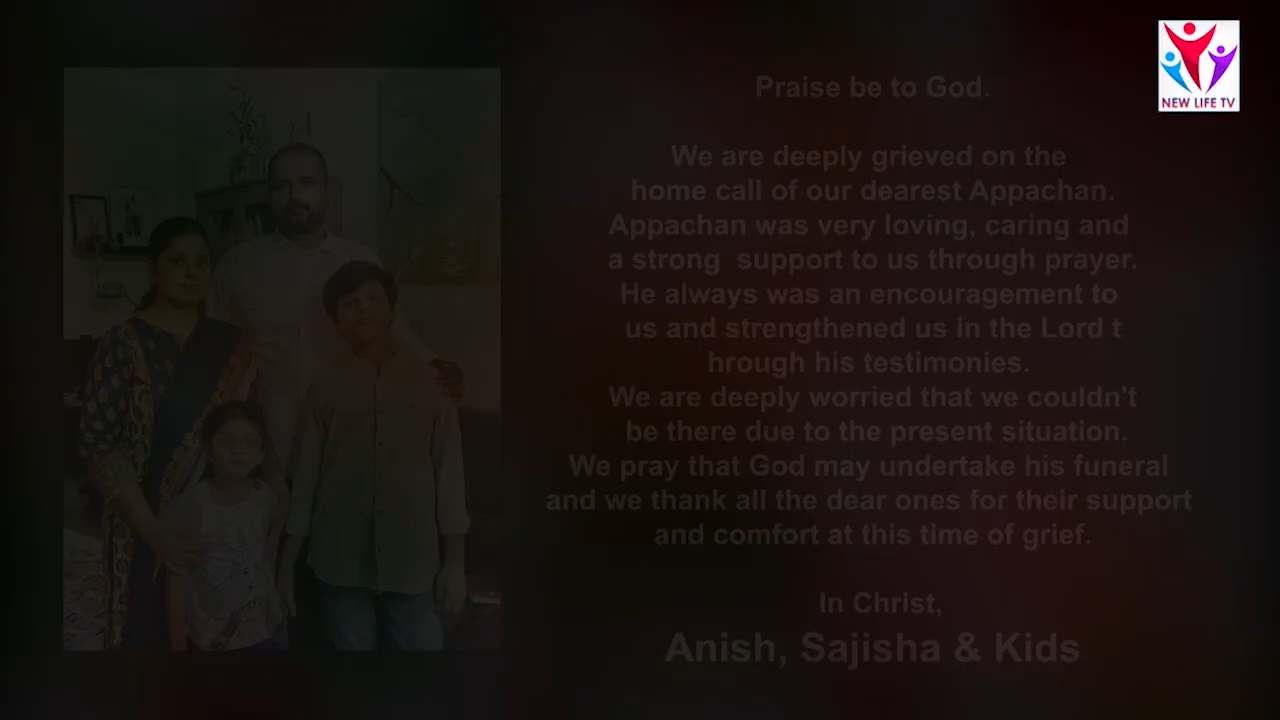 NEW LIFE TV
Praise be to God.
We are deeply grieved on the
home call of our dearest Appachan.
Appachan was very loving, caring and
a strong support to us through prayer.
He always was an encouragement to
us and strengthened us in the Lord t
hrough his testimonies.
We are deeply worried that we couldn't
be there due to the present situation.
We pray that God may undertake his funeral
and we thank all the dear ones for their support
and comfort at this time of grief.
In Christ,
Anish, Sajisha & Kids